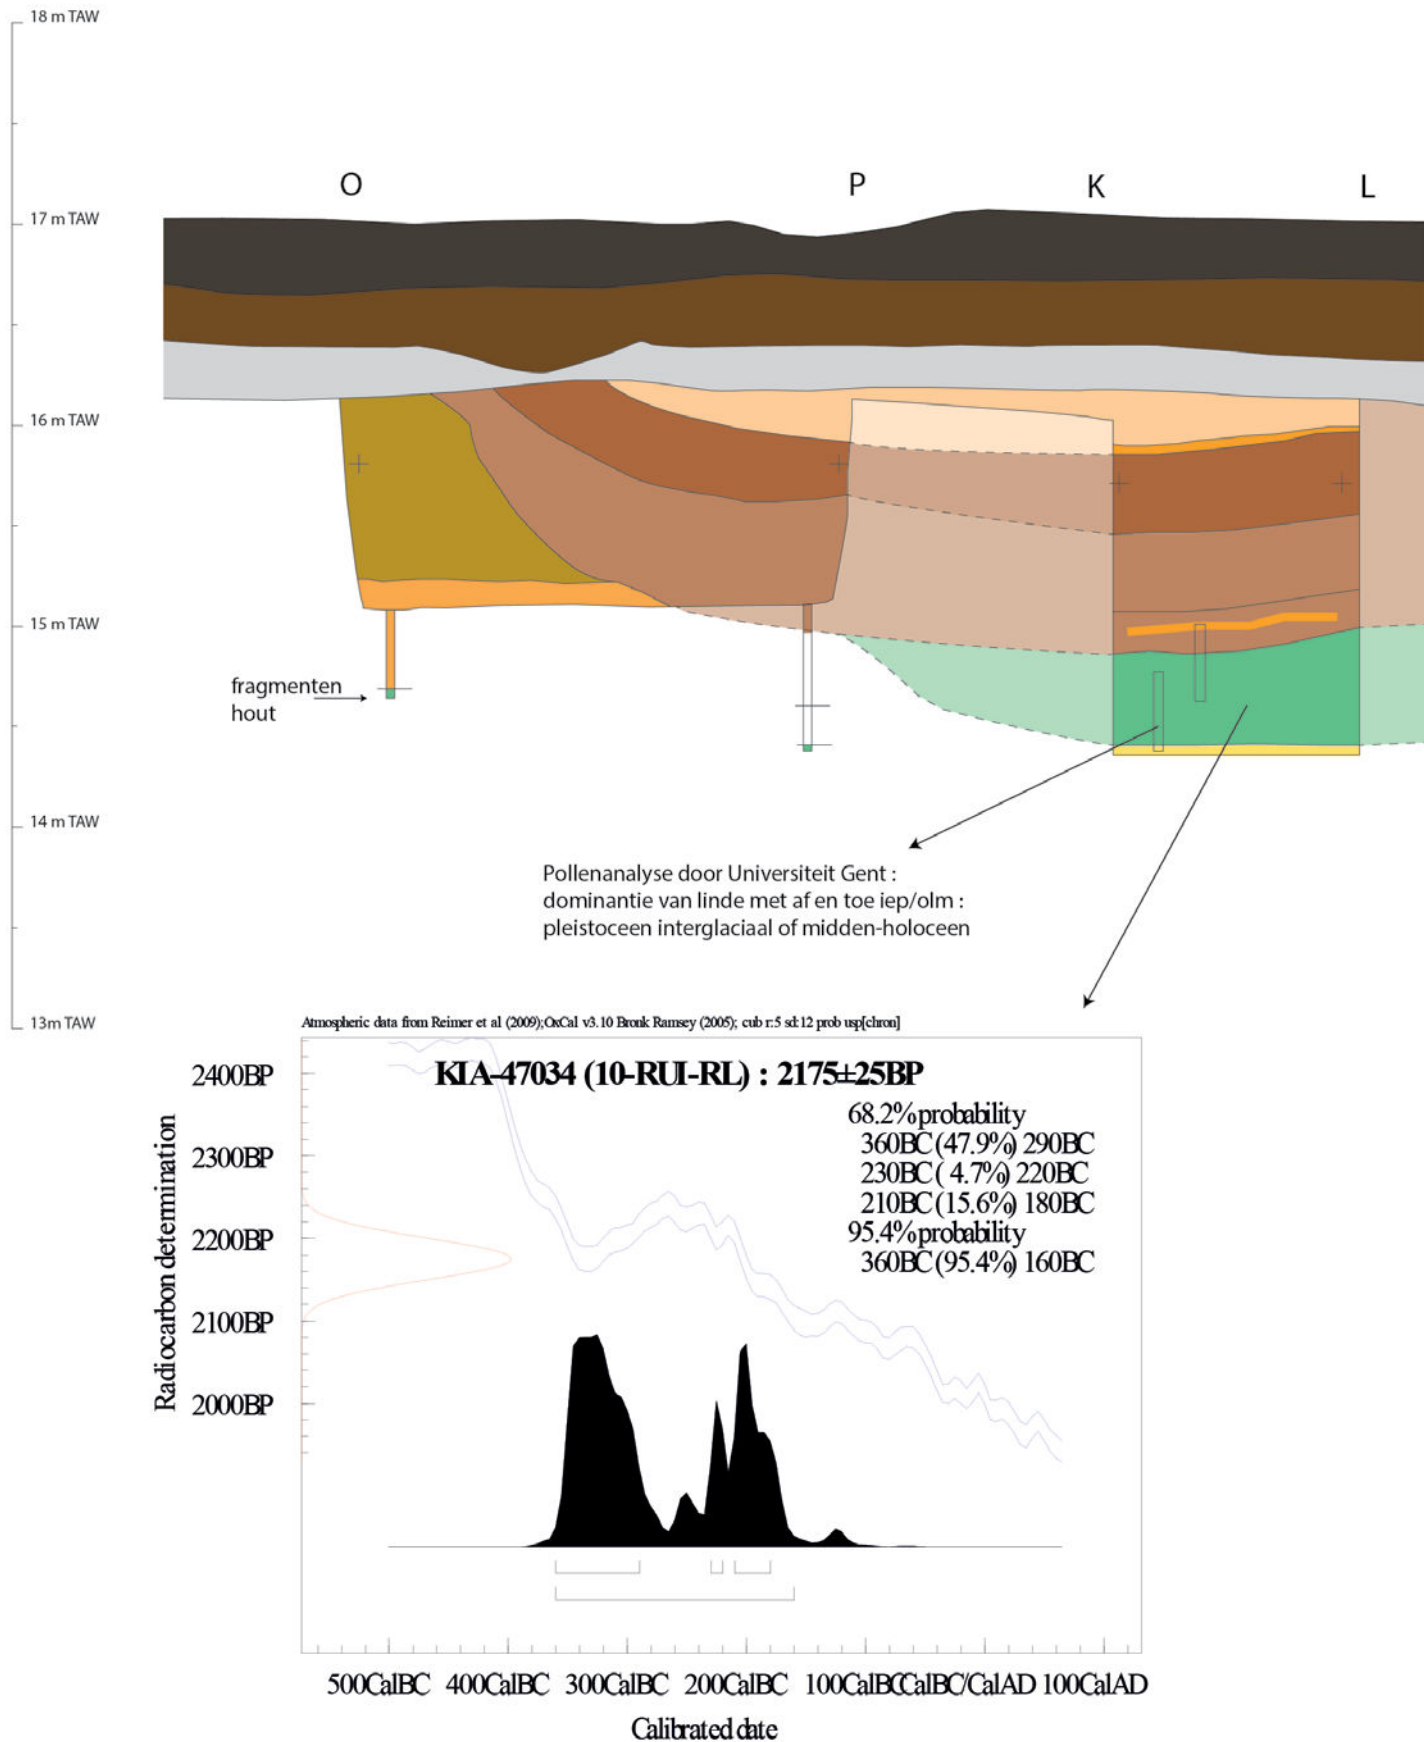 18 m TAW
O
P
K
L
17 m TAW
16 m TAW
15 m TAW
fragmenten
hout
14 m TAW
Pollenanalyse door Universiteit Gent :
dominantie van linde met af en toe iep/olm :
pleistoceen interglaciaal of midden-holoceen
13m TAW
Atmospheric data from Reimer et al (2009);OxCal v3.10 Bronk Ramsey (2005); cub r:5 sd:12 prob usp[chron]
KIA-47034 (10-RUI-RL) : 2175±25BP
68.2% probability
360BC (47.9%) 290BC
230BC ( 4.7%) 220BC
210BC (15.6%) 180BC
95.4% probability
360BC (95.4%) 160BC
Radiocarbon determination
2400BP
2300BP
2200BP
2100BP
2000BP
500CalBC 400CalBC 300CalBC 200CalBC 100CalBC CalBC/CalAD 100CalAD
Calibrated date